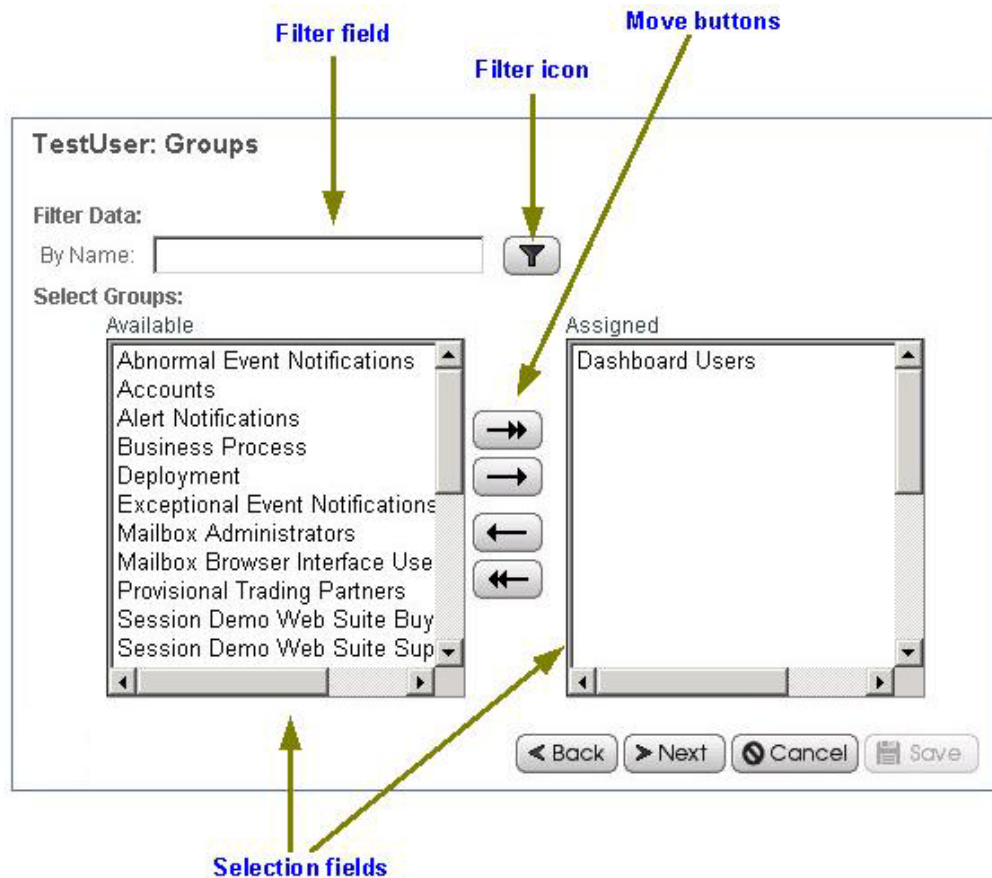 Move buttons
Filter field
Filter icon
TestUser: Groups
Filter Data:
By Name:
Select Groups:
Available
Assigned
Abnormal Event Notifications
Accounts
Alert Notifications
Business Process
Deployment
Exceptional Event Notifications
Mailbox Administrators
Mailbox Browser Interface Use
Provisional Trading Partners
Session Demo Web Suite Buy
Session Demo Web Suite Sup
Dashboard Users
Back
Next
Cancel
Save
Selection fields